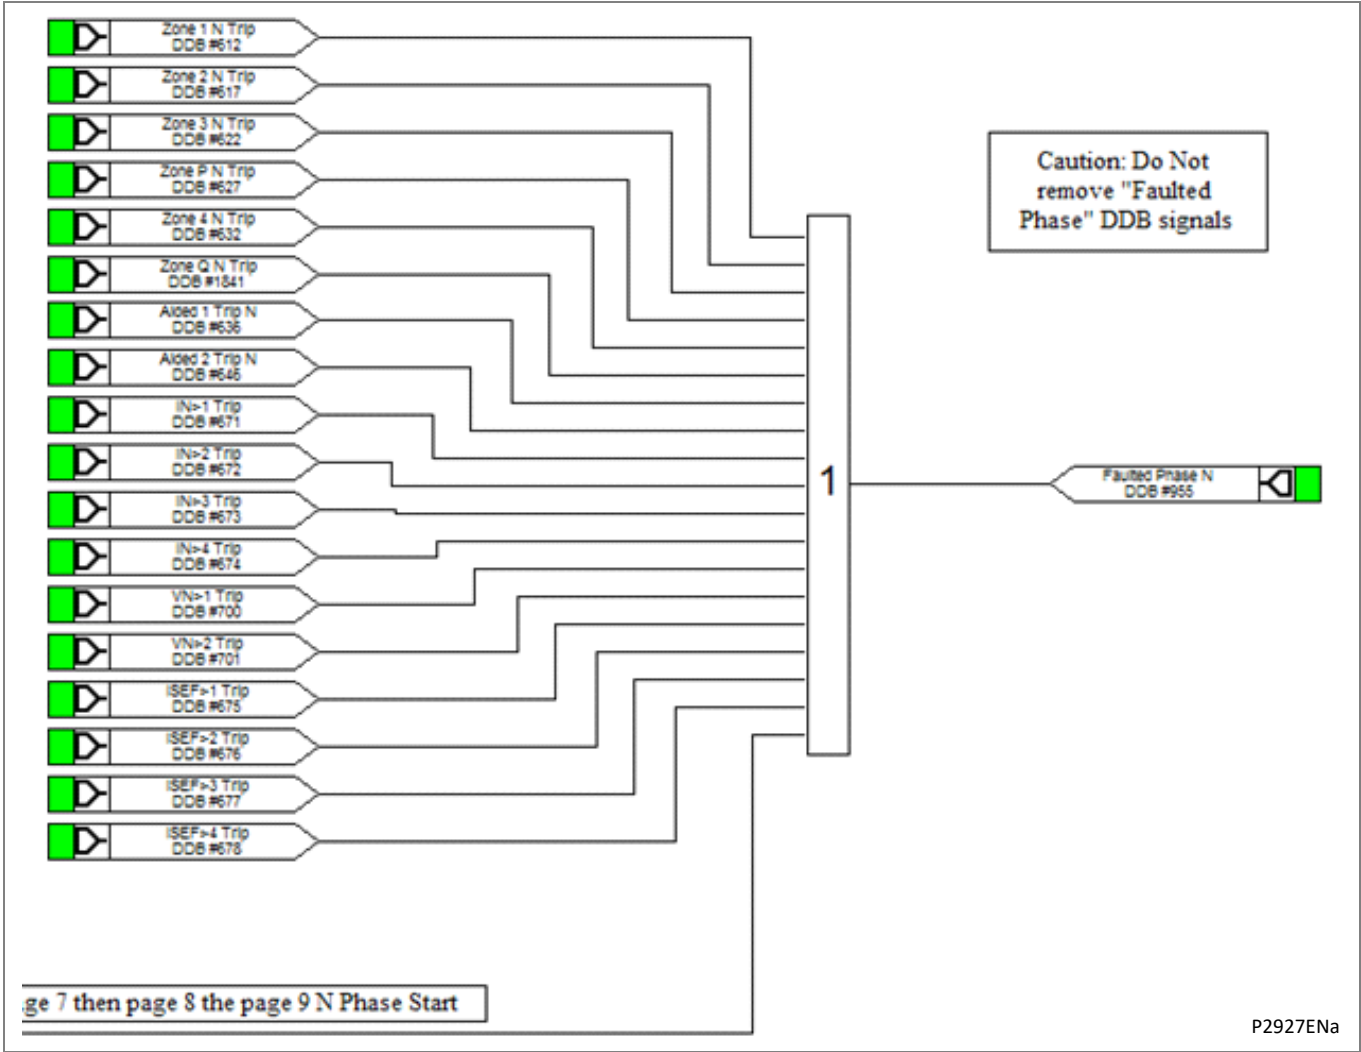 Zone 1 N Trip
DDB #612
Zone 2 N Trip
DDB #617
Zone 3 N Trip
DDB #622
Zone P N Trip
DDB #627
Zone 4 N Trip
DDB #632
Zone Q N Trip
DDB #1841
Aided 1 Trip N
DDB #636
Aided 2 Trip N
DDB #646
IN>1 Trip
DDB #671
IN>2 Trip
DDB #672
IN>3 Trip
DDB #673
IN>4 Trip
DDB #674
VN>1 Trip
DDB #700
VN>2 Trip
DDB #701
ISEF>1 Trip
DDB #675
ISEF>2 Trip
DDB #676
ISEF>3 Trip
DDB #677
ISEF>4 Trip
DDB #678
1
Caution: Do Not
remove "Faulted
Phase" DDB signals
Faulted Phase N
DDB #955
ge 7 then page 8 the page 9 N Phase Start
P2927ENa